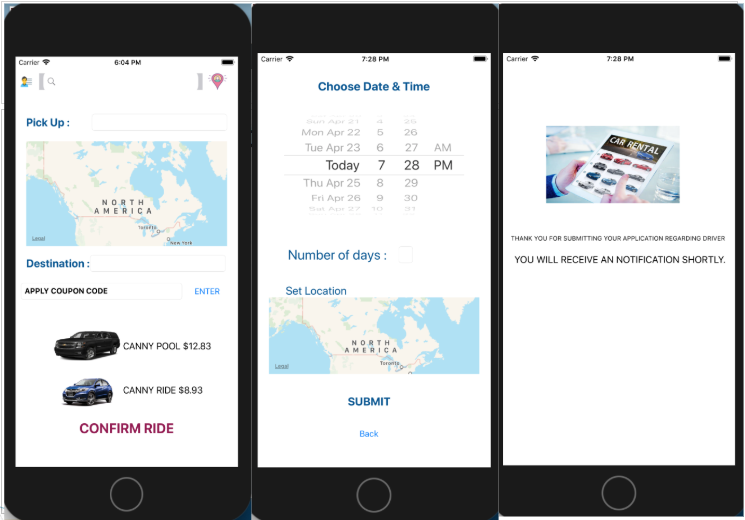 Carrier 6:04 PM
Pick Up :
NORTH
AMERICA
Toronto
New York
Legal
Destination :
APPLY COUPON CODE ENTER
CANNY POOL $12.83
CANNY RIDE $8.93
CONFIRM RIDE
Carrier 7:28 PM
Choose Date & Time
Sun Apr 21 4 25
Mon Apr 22 5 26
Tue Apr 23 6 27 AM
Today 7 28 PM
Thu Apr 25 8 29
Fri Apr 26 9 30
Sat Apr 27 10 31
Number of days :
Set Location
NORTH
AMERICA
Toronto
Legal
SUBMIT
Back
Carrier 7:28 PM
CAR RENTAL
THANK YOU FOR SUBMITTING YOUR APPLICATION REGARDING DRIVER
YOU WILL RECEIVE AN NOTIFICATION SHORTLY.